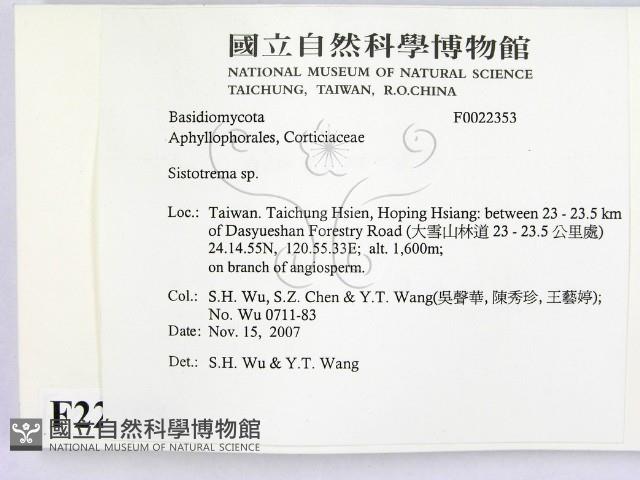 國立自然科學博物館
NATIONAL MUSEUM OF NATURAL SCIENCE
TAICHUNG, TAIWAN, R.O.CHINA
Basidiomycota F0022353
Aphyllophorales, Corticiaceae
Sistotrema sp.
Loc.: Taiwan. Taichung Hsien, Hoping Hsiang: between 23 - 23.5 km
of Dasyueshan Forestry Road (大雪山林道 23 - 23.5 公里處)
24.14.55N, 120.55.33E; alt. 1,600m;
on branch of angiosperm.
Col.: S.H. Wu, S.Z. Chen & Y.T. Wang(吳聲華, 陳秀珍, 王藝婷);
No. Wu 0711-83
Date: Nov. 15, 2007
Det.: S.H. Wu & Y.T. Wang
F22
國立自然科學博物館
NATIONAL MUSEUM OF NATURAL SCIENCE